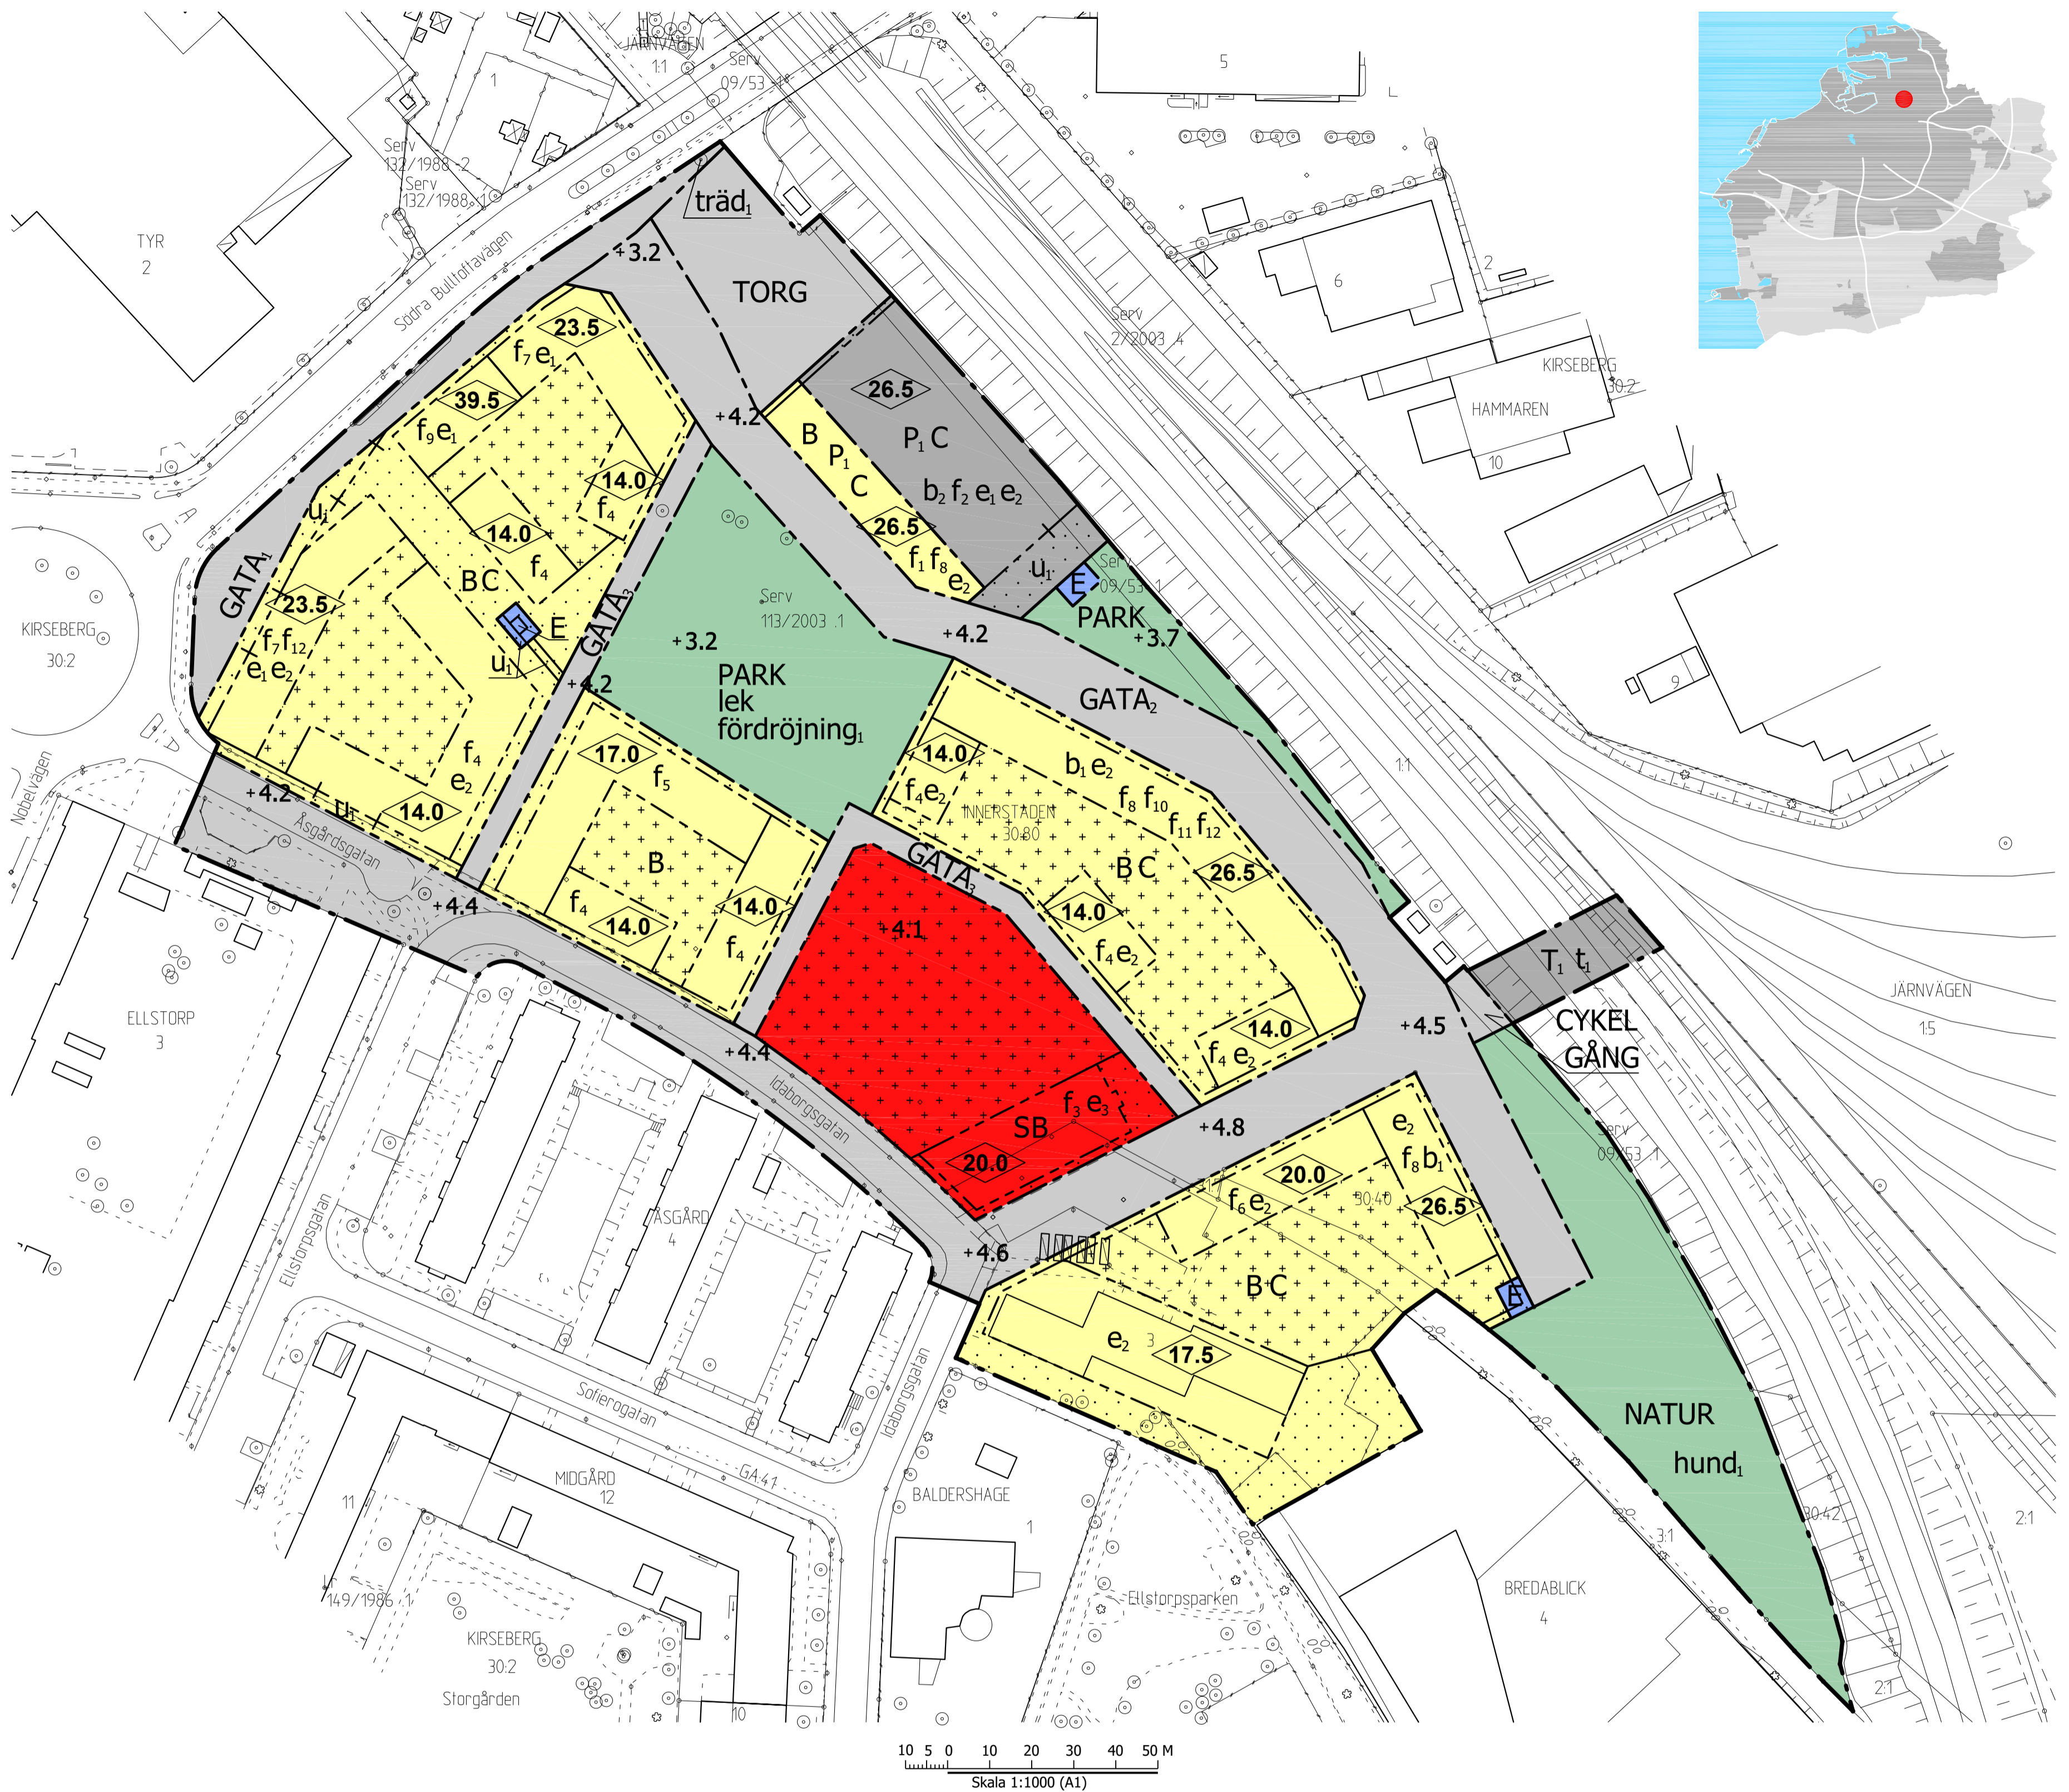 JÄRNVÄGEN
1:1
Serv
09/53 .1
1
5
Serv
132/1988 .2
Serv
132/1988 .1
TYR
2
Södra Bulltoftavägen
träd₁
+3.2
TORG
6
2
Serv
2/2003 .4
KIRSEBERG
30:2
HAMMAREN
10
23.5
f₇ e₁
39.5
f₉ e₁
26.5
P₁ C
b₂ f₂ e₁ e₂
+4.2
B
P₁
C
26.5
f₁ f₈
e₂
14.0
f₄
14.0
f₄
u₁
BC
GATA₁
23.5
f₇ f₁₂
e₁ e₂
E
u₁
GATA₃
+4.2
KIRSEBERG
30:2
Serv
113/2003 .1
+3.2
PARK
lek
fördröjning₁
u₁
E
Serv
09/53 .1
PARK
+3.7
+4.2
GATA₂
9
1:1
f₄
e₂
14.0
u₁
+4.2
Åsgårdsgatan
Nobelvägen
17.0
f₅
B
f₄
14.0
14.0
f₄
+4.4
14.0
f₄ e₂
b₁ e₂
f₈ f₁₀
f₁₁ f₁₂
INNERSTADEN
30:80
BC
26.5
14.0
f₄ e₂
14.0
f₄ e₂
GATA₃
+4.1
f₃ e₃
SB
20.0
T₁ t₁
CYKEL
GÅNG
+4.5
JÄRNVÄGEN
1:5
ELLSTORP
3
+4.4
Idaborgsgatan
+4.8
Serv
09/53 .1
e₂
f₈ b₁
20.0
f₆ e₂
31:7
30:40
26.5
+4.6
BC
E
e₂
3
17.5
Ellstorpsgatan
ÅSGÅRD
4
Sofierogatan
Idaborgsgatan
GA:41
NATUR
hund₁
30:42
2:1
3:1
MIDGÅRD
12
11
BALDERSHAGE
1
149/1986 .1
Ellstorpsparken
BREDABLICK
4
KIRSEBERG
30:2
Storgården
10
2:1
10 5 0 10 20 30 40 50 M
Skala 1:1000 (A1)